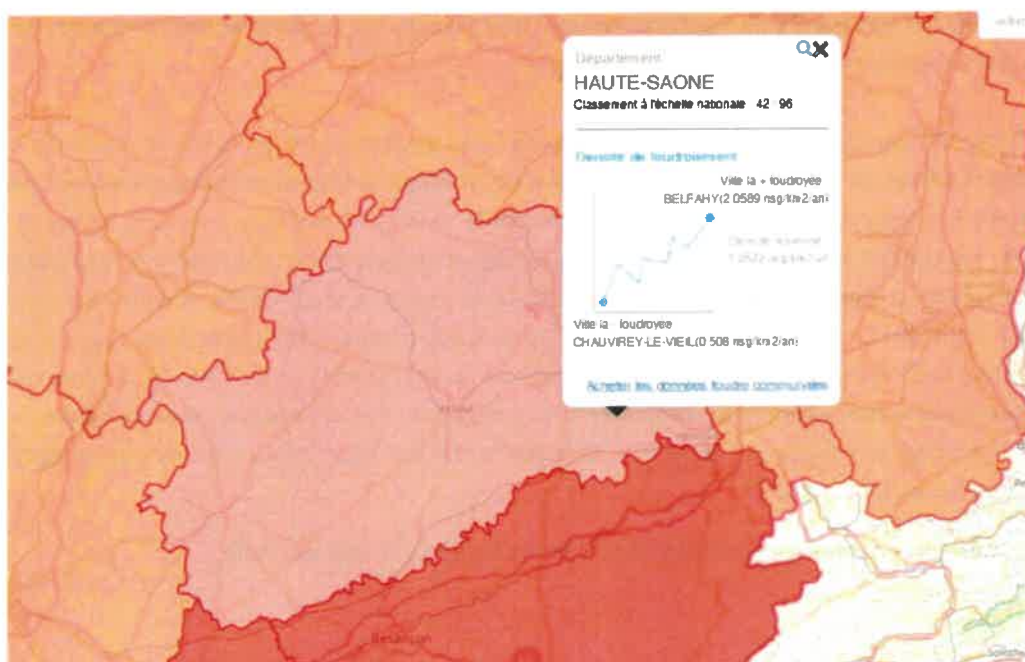 Département
HAUTE-SAONE
Classement à l'échelle nationale 42 96
Densité de foudroiement
Ville la + foudroyée
BELFAHY(2 0589 nsg/km2/an)
Ville la - foudroyée
CHAUVIREY-LE-VIEIL(0 508 nsg/km2/an)
Acheter les données foudre communales
Besançon